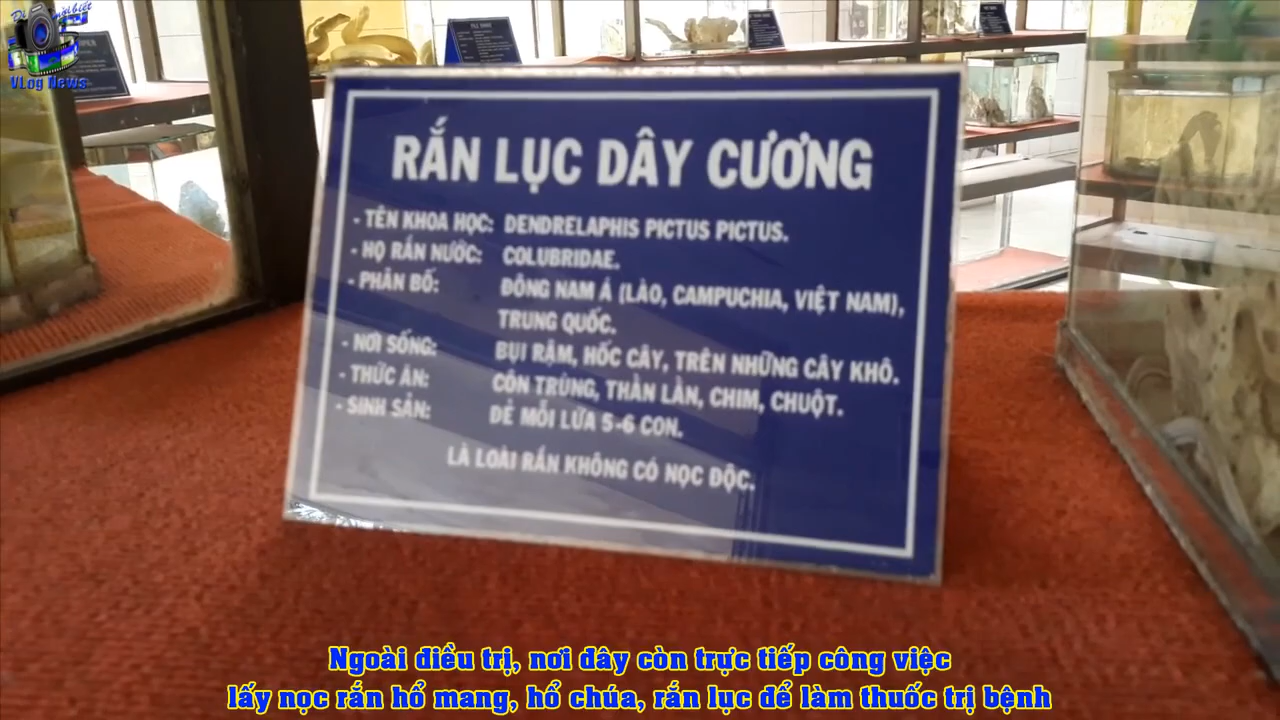 Đi mới biết
VLog News
RẮN LỤC DÂY CƯƠNG
- TÊN KHOA HỌC: DENDRELAPHIS PICTUS PICTUS.
- HỌ RẮN NƯỚC: COLUBRIDAE.
- PHÂN BỐ: ĐÔNG NAM Á (LÀO, CAMPUCHIA, VIỆT NAM),
TRUNG QUỐC.
- NƠI SỐNG: BỤI RẬM, HỐC CÂY, TRÊN NHỮNG CÂY KHÔ.
- THỨC ĂN: CÔN TRÙNG, THẰN LẰN, CHIM, CHUỘT.
- SINH SẢN: ĐẺ MỖI LỨA 5-6 CON.
LÀ LOÀI RẮN KHÔNG CÓ NỌC ĐỘC.
Ngoài điều trị, nơi đây còn trực tiếp công việc
lấy nọc rắn hổ mang, hổ chúa, rắn lục để làm thuốc trị bệnh